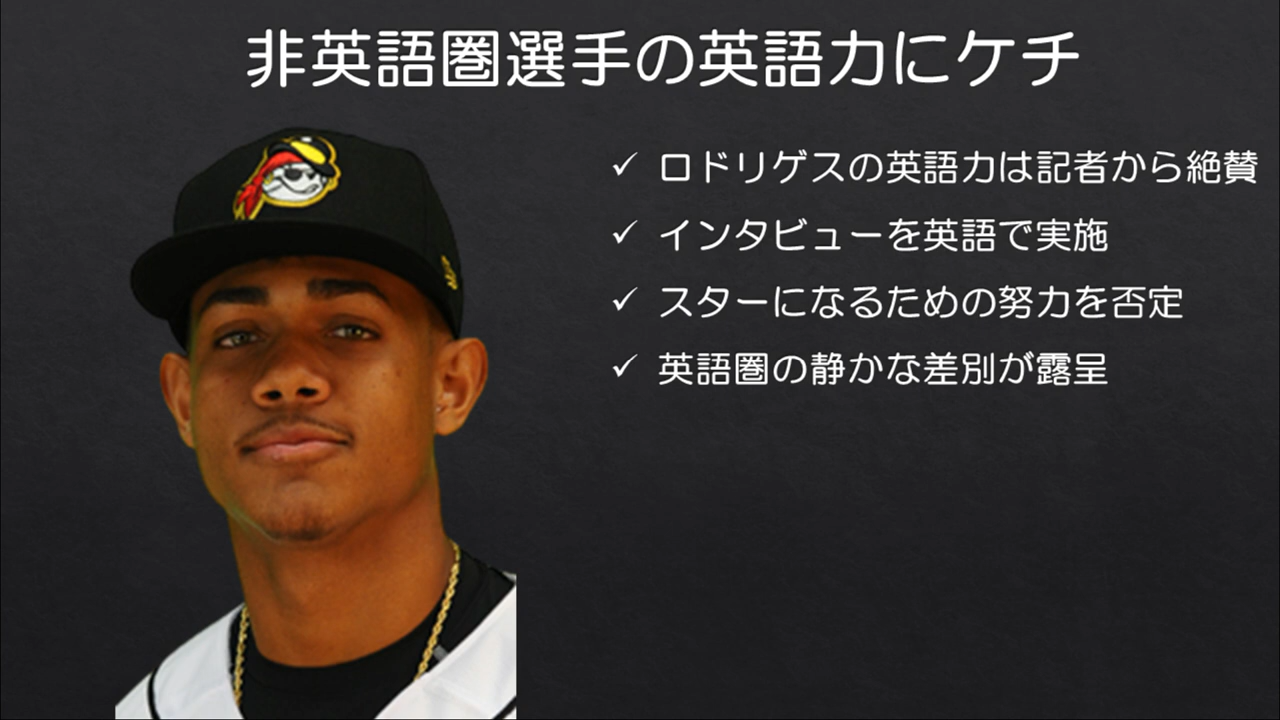 非英語圏選手の英語力にケチ
✓ ロドリゲスの英語力は記者から絶賛
✓ インタビューを英語で実施
✓ スターになるための努力を否定
✓ 英語圏の静かな差別が露呈